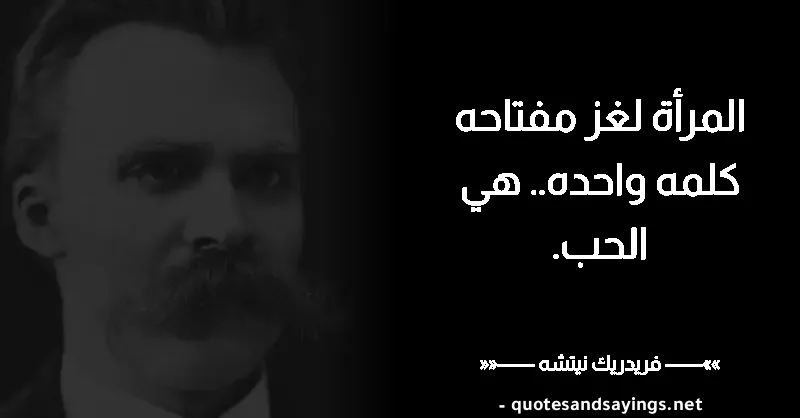 المرأة لغز مفتاحه
كلمه واحده.. هي
الحب.
»»—— فريدريك نيتشه ——««
- quotesandsayings.net